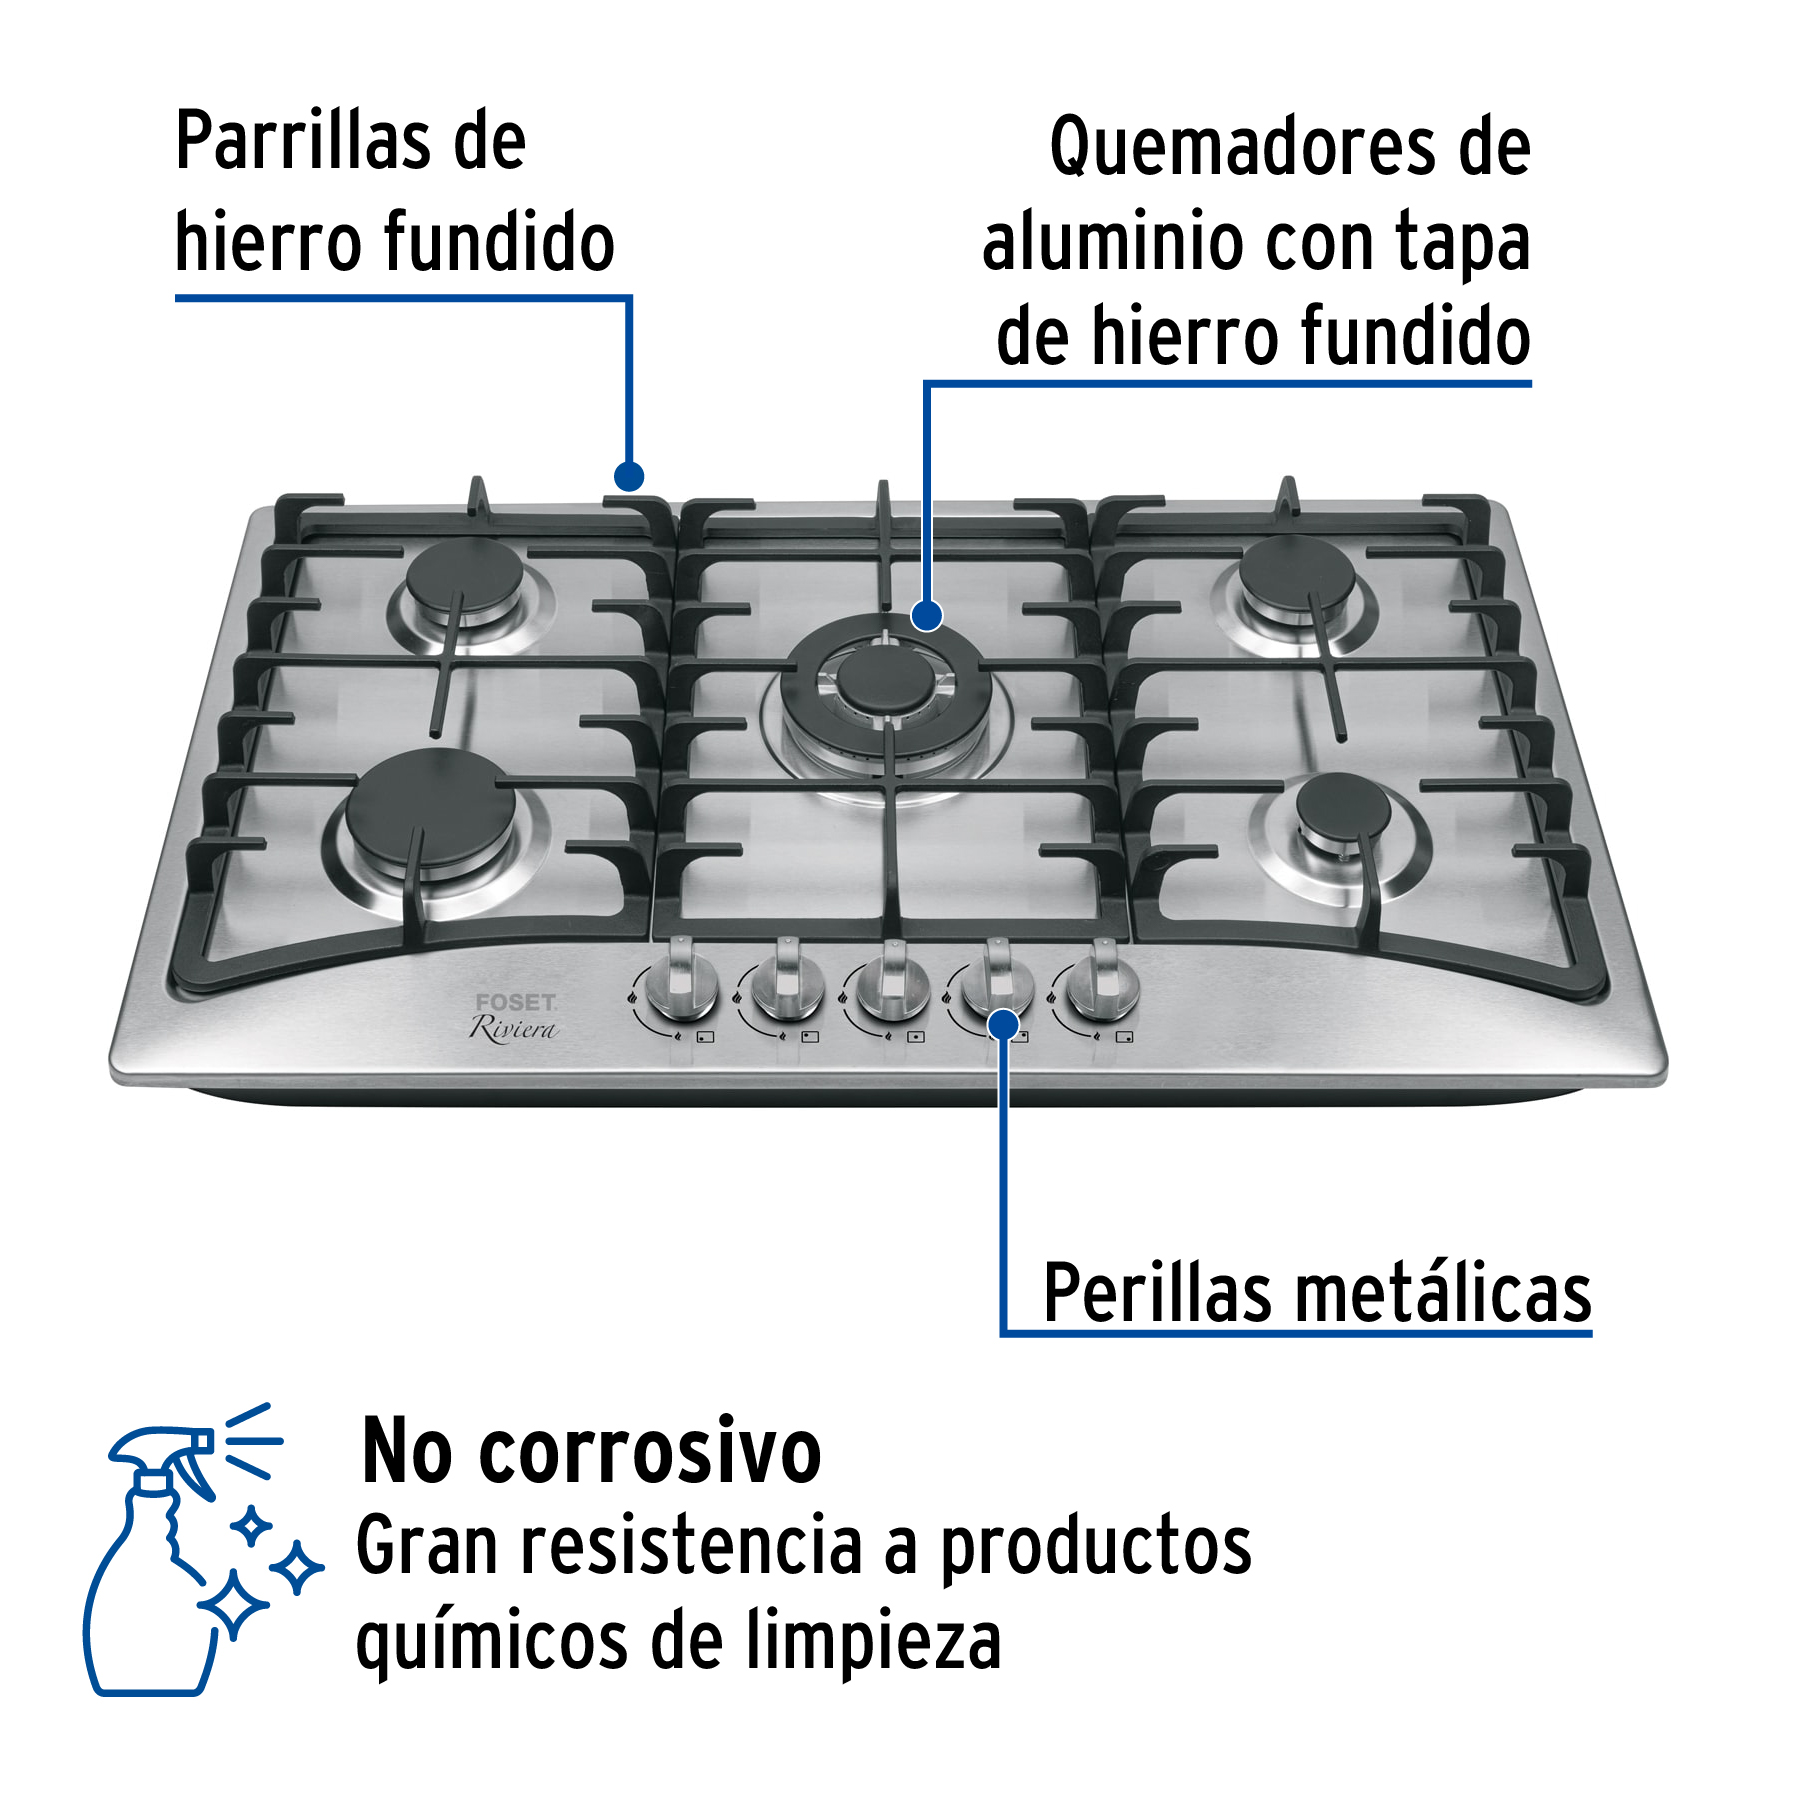 Parrillas de
hierro fundido
Quemadores de
aluminio con tapa
de hierro fundido
FOSET
Riviera
Perillas metálicas
No corrosivo
Gran resistencia a productos
químicos de limpieza